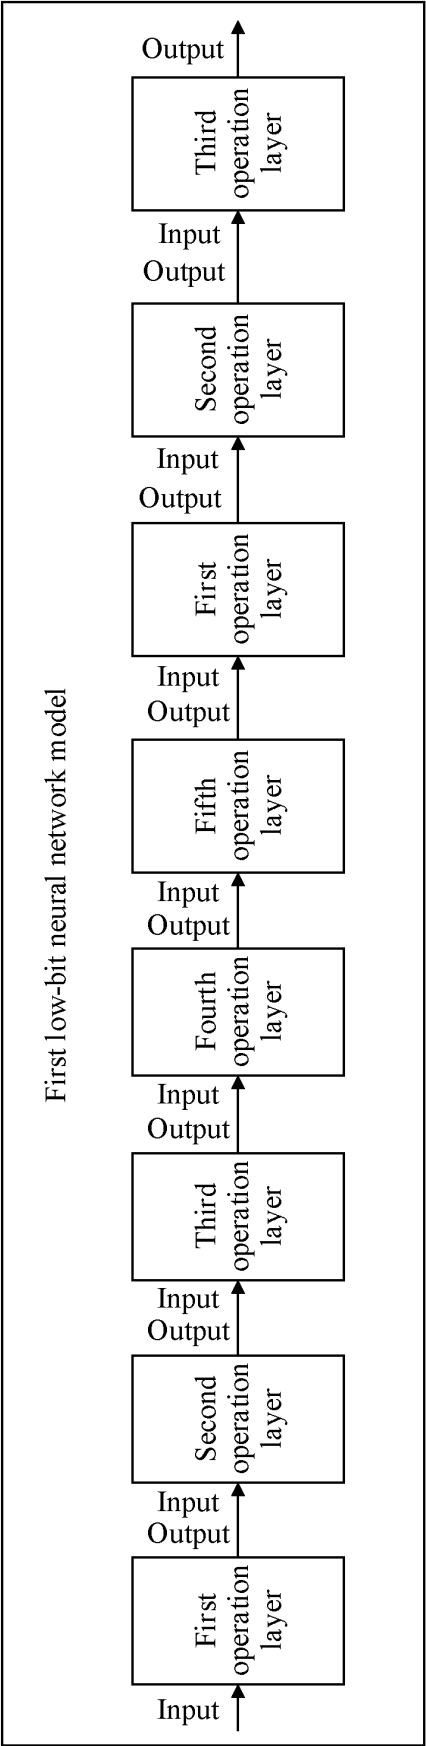 Output
Third
operation
layer
Input
Output
Second
operation
layer
Input
Output
First
operation
layer
Input
Output
First low-bit neural network model
Fifth
operation
layer
Input
Output
Fourth
operation
layer
Input
Output
Third
operation
layer
Input
Output
Second
operation
layer
Input
Output
First
operation
layer
Input